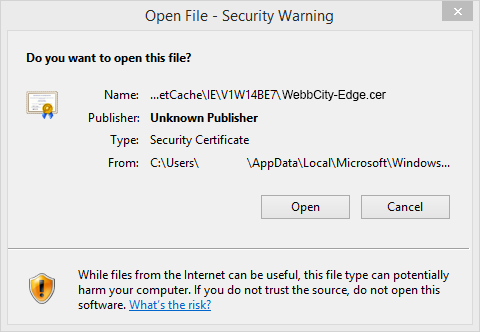 Open File - Security Warning
Do you want to open this file?
Name: ...etCache\IE\V1W14BE7\WebbCity-Edge.cer
Publisher: Unknown Publisher
Type: Security Certificate
From: C:\Users\ \AppData\Local\Microsoft\Windows...
Open Cancel
While files from the Internet can be useful, this file type can potentially
harm your computer. If you do not trust the source, do not open this
software. What's the risk?